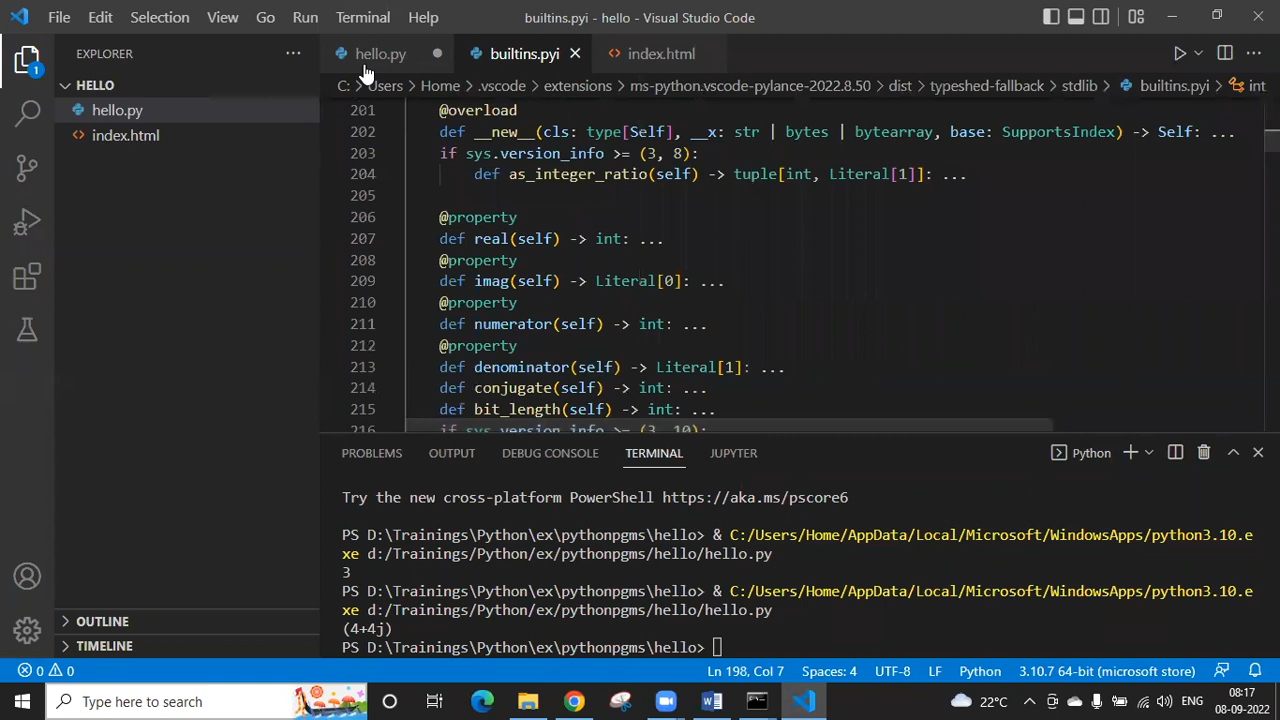 File Edit Selection View Go Run Terminal Help
builtins.pyi - hello - Visual Studio Code
EXPLORER
hello.py
builtins.pyi
index.html
HELLO
hello.py
index.html
C: > Users > Home > .vscode > extensions > ms-python.vscode-pylance-2022.8.50 > dist > typeshed-fallback > stdlib > builtins.pyi > int
201 @overload
202 def __new__(cls: type[Self], __x: str | bytes | bytearray, base: SupportsIndex) -> Self: ...
203 if sys.version_info >= (3, 8):
204 def as_integer_ratio(self) -> tuple[int, Literal[1]]: ...
205
206 @property
207 def real(self) -> int: ...
208 @property
209 def imag(self) -> Literal[0]: ...
210 @property
211 def numerator(self) -> int: ...
212 @property
213 def denominator(self) -> Literal[1]: ...
214 def conjugate(self) -> int: ...
215 def bit_length(self) -> int: ...
216 if sys.version_info >= (3, 10):
PROBLEMS OUTPUT DEBUG CONSOLE TERMINAL JUPYTER
Python
Try the new cross-platform PowerShell https://aka.ms/pscore6
PS D:\Trainings\Python\ex\pythonpgms\hello> & C:/Users/Home/AppData/Local/Microsoft/WindowsApps/python3.10.e
xe d:/Trainings/Python/ex/pythonpgms/hello/hello.py
3
PS D:\Trainings\Python\ex\pythonpgms\hello> & C:/Users/Home/AppData/Local/Microsoft/WindowsApps/python3.10.e
xe d:/Trainings/Python/ex/pythonpgms/hello/hello.py
(4+4j)
PS D:\Trainings\Python\ex\pythonpgms\hello>
OUTLINE
TIMELINE
1
0 0
Ln 198, Col 7 Spaces: 4 UTF-8 LF Python 3.10.7 64-bit (microsoft store)
Type here to search
22°C
ENG
08:17
08-09-2022